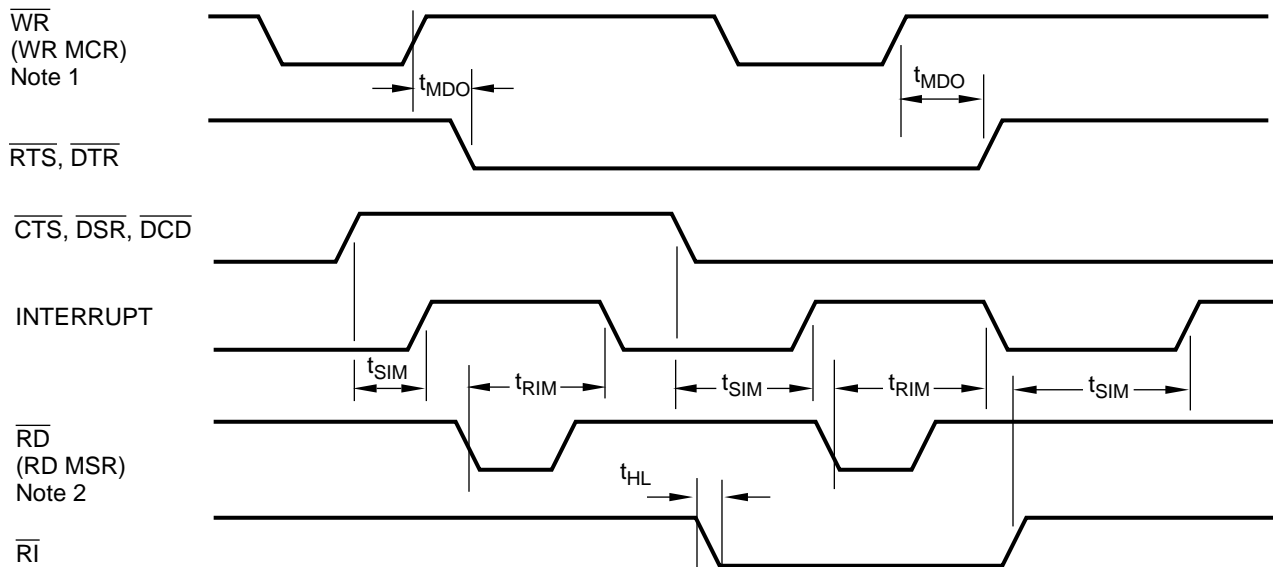 WR
(WR MCR)
Note 1
tMDO
tMDO
RTS, DTR
CTS, DSR, DCD
INTERRUPT
tSIM
tRIM
tSIM
tRIM
tSIM
RD
(RD MSR)
Note 2
tHL
RI